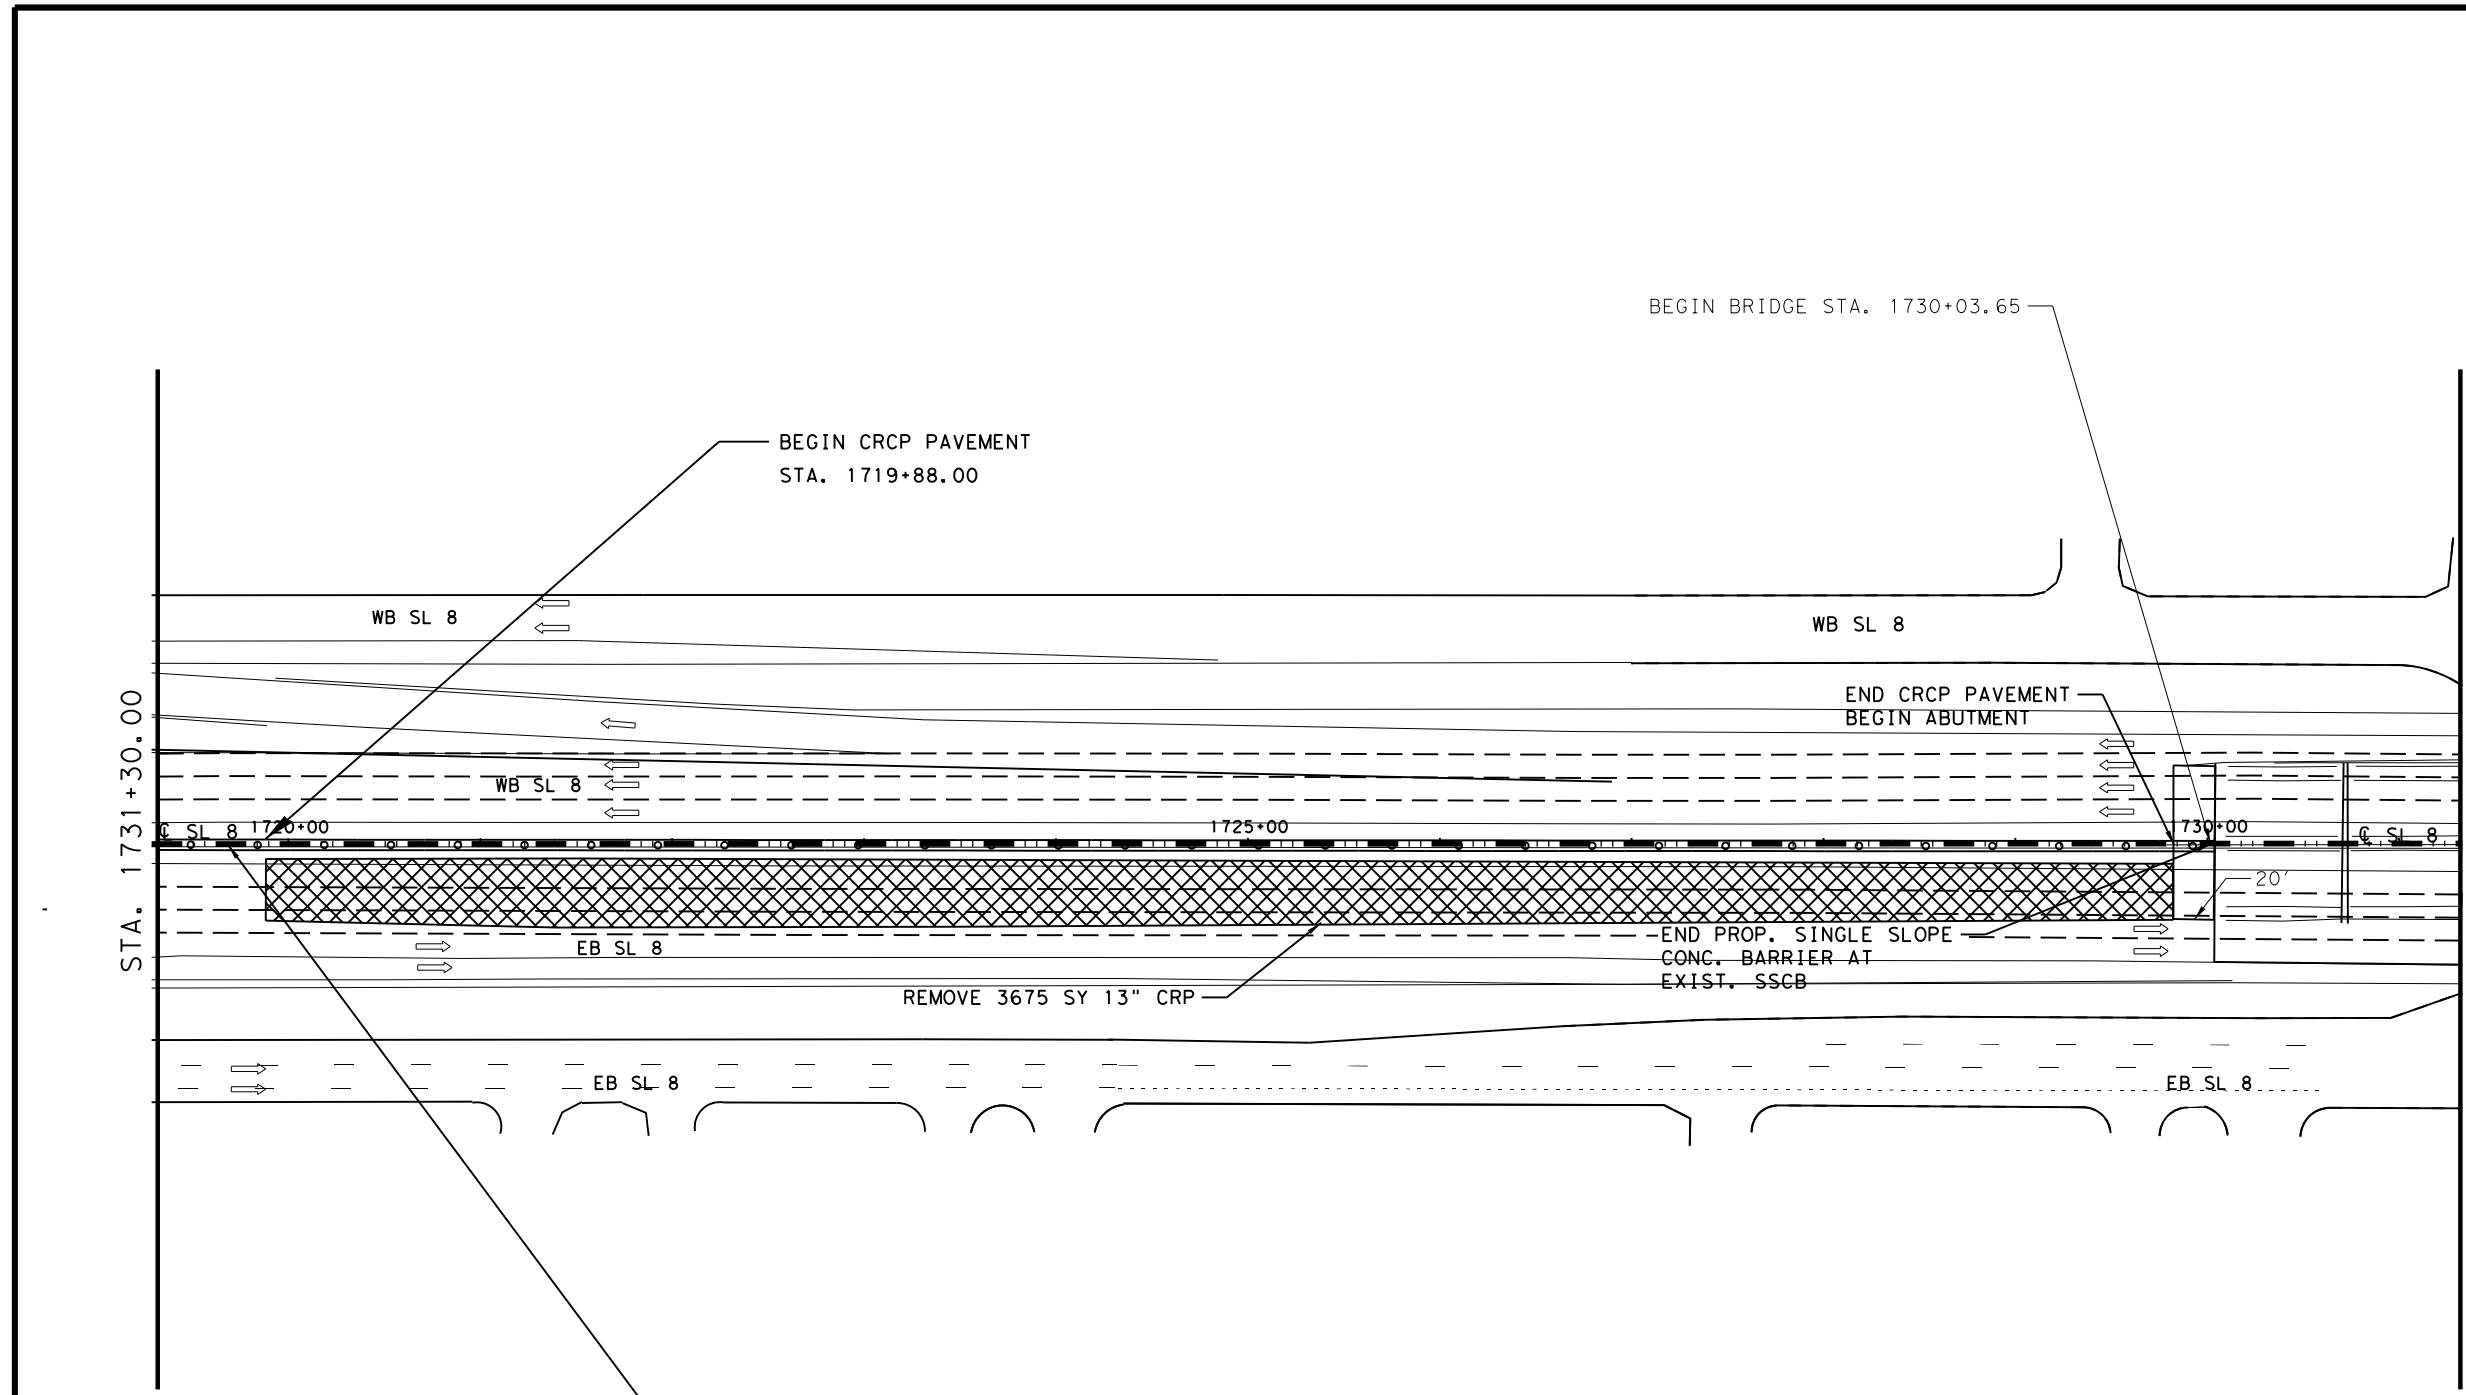 BEGIN BRIDGE STA. 1730+03.65
BEGIN CRCP PAVEMENT
STA. 1719+88.00
WB SL 8
WB SL 8
END CRCP PAVEMENT
BEGIN ABUTMENT
STA. 1731+30.00
WB SL 8
℄ SL 8
1720+00
1725+00
1730+00
℄ SL 8
20'
EB SL 8
END PROP. SINGLE SLOPE
CONC. BARRIER AT
EXIST. SSCB
REMOVE 3675 SY 13" CRP
EB SL 8
EB SL 8